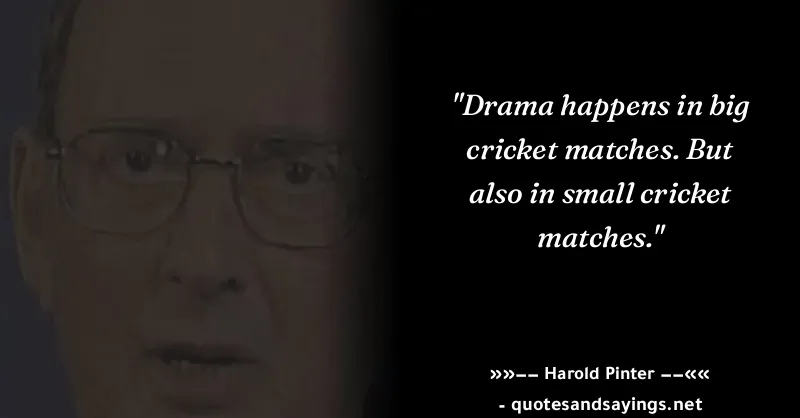 "Drama happens in big
cricket matches. But
also in small cricket
matches."
»»−− Harold Pinter −−««
- quotesandsayings.net